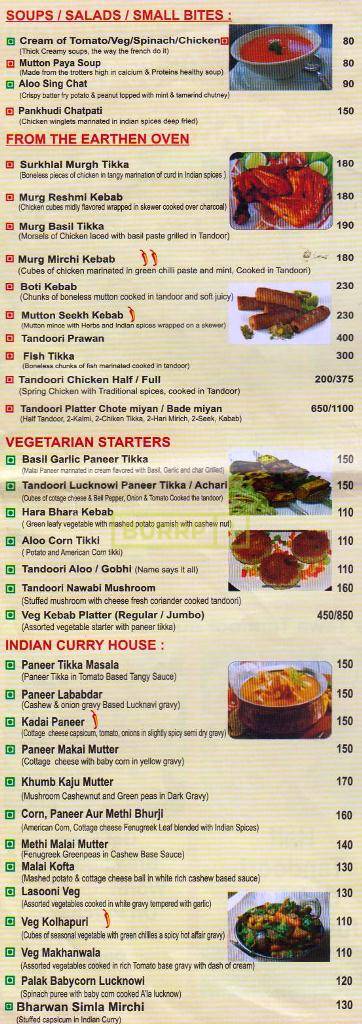 SOUPS / SALADS / SMALL BITES :
Cream of Tomato/Veg/Spinach/Chicken 80
(Thick Creamy soups, the way the french do it)
Mutton Paya Soup 80
(Made from the trotters high in calcium & Proteins healthy soup)
Aloo Sing Chat 90
(Crispy batter fry potato & peanut topped with mint & tamarind chutney)
Pankhudi Chatpati 150
(Chicken winglets marinated in indian spices deep fried)
FROM THE EARTHEN OVEN
Surkhlal Murgh Tikka 180
(Boneless pieces of chicken in tangy marination of curd in Indian spices )
Murg Reshmi Kebab 180
(Chicken cubes midly flavored wrapped in skewer cooked over charcoal)
Murg Basil Tikka 190
(Morsels of Chicken laced with basil paste grilled in Tandoor)
Murg Mirchi Kebab 180
(Cubes of chicken marinated in green chilli paste and mint, Cooked in Tandoori)
Boti Kebab 230
(Chunks of boneless mutton cooked in tandoor and soft juicy)
Mutton Seekh Kebab 230
(Mutton mince with Herbs and Indian spices wrapped on a skewer)
Tandoori Prawan 400
Fish Tikka 300
(Boneless chunks of fish marinated cooked in tandoor)
Tandoori Chicken Half / Full 200/375
(Spring Chicken with Traditional spices, cooked in Tandoor)
Tandoori Platter Chote miyan / Bade miyan 650/1100
(Half Tandoor, 2-Kalmi, 2-Chiken Tikka, 2-Hari Mirch, 2-Seek, Kabab)
VEGETARIAN STARTERS
Basil Garlic Paneer Tikka 150
(Malai Paneer marinated in cream flavored with Basil, Garlic and char Grilled)
Tandoori Lucknowi Paneer Tikka / Achari 150
(Cubes of cotage cheese & Bell Pepper, Onion & Tomato Cooked the tandoor)
Hara Bhara Kebab 110
( Green leafy vegetable with mashed potato garnish with cashew nut)
BURRP
Aloo Corn Tikki 110
( Potato and American Corn tikki)
Tandoori Aloo / Gobhi (Name says it all) 110
Tandoori Nawabi Mushroom 160
(Stuffed mushroom with cheese fresh coriander cooked tandoori)
Veg Kebab Platter (Regular / Jumbo) 450/850
(Assorted vegetable starter with paneer tikka)
INDIAN CURRY HOUSE :
Paneer Tikka Masala 150
(Paneer Tikka in Tomato Based Tangy Sauce)
Paneer Lababdar 150
(Cashew & onion gravy Based Lucknavi gravy)
Kadai Paneer 150
(Cottage cheese capsicum, tomato, onions in slightly spicy semi dry gravy)
Paneer Makai Mutter 150
(Cottage cheese with baby corn in yellow gravy)
Khumb Kaju Mutter 170
(Mushroom Cashewnut and Green peas in Dark Gravy)
Corn, Paneer Aur Methi Bhurji 160
(American Corn, Cottage cheese Fenugreek Leaf blended with Indian Spices)
Methi Malai Mutter 140
(Fenugreek Greenpeas in Cashew Base Sauce)
Malai Kofta 130
(Mashed potato & cottage cheese ball in white rich cashew based sauce)
Lasooni Veg 130
(Assorted vegetables cooked in white gravy tempered with garlic)
Veg Kolhapuri 110
(Cubes of seasonal vegetable with green chillies a spicy hot affair gravy)
Veg Makhanwala 110
(Assorted vegetables cooked in rich Tomato base gravy with dash of cream)
Palak Babycorn Lucknowi 120
(Spinach puree with baby corn cooked A'la lucknow)
Bharwan Simla Mirchi 130
(Stuffed capsicum in Indian Curry)